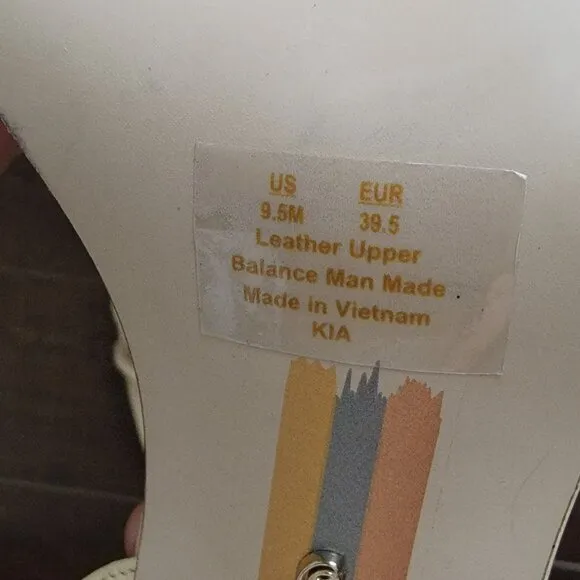 US EUR
9.5M 39.5
Leather Upper
Balance Man Made
Made in Vietnam
KIA